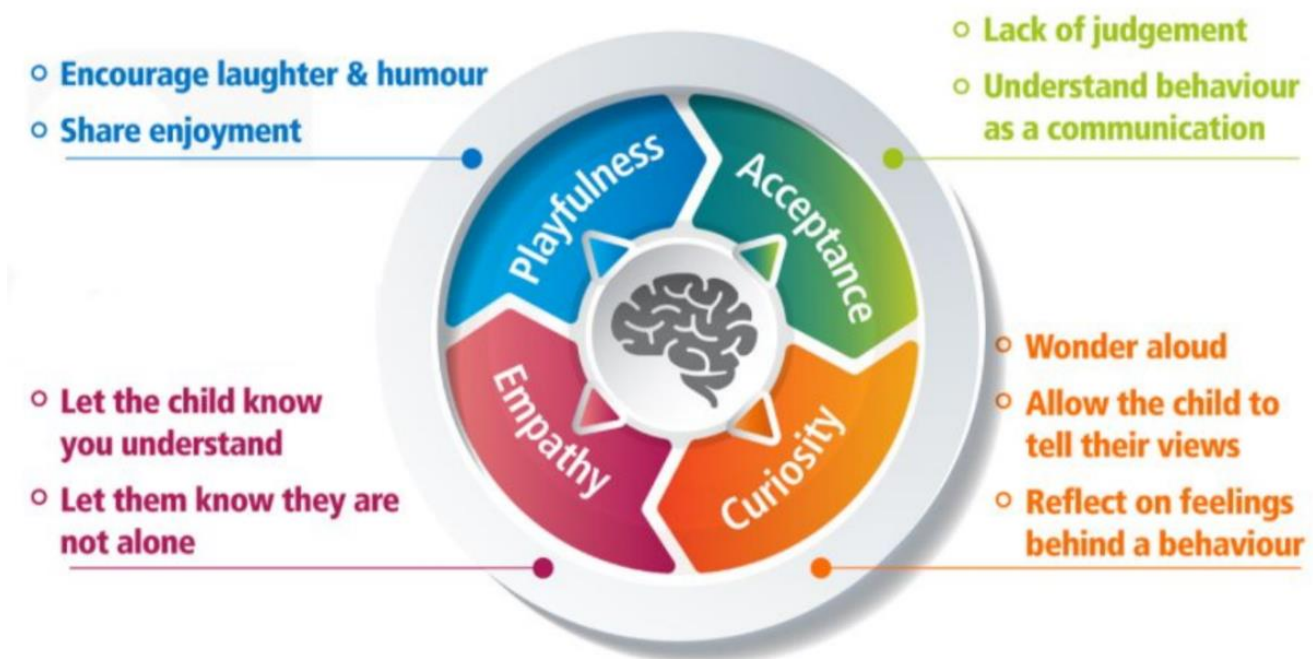 ○ Encourage laughter & humour
○ Share enjoyment
Playfulness
○ Lack of judgement
○ Understand behaviour
as a communication
Acceptance
○ Let the child know
you understand
○ Let them know they are
not alone
Empathy
○ Wonder aloud
○ Allow the child to
tell their views
○ Reflect on feelings
behind a behaviour
Curiosity